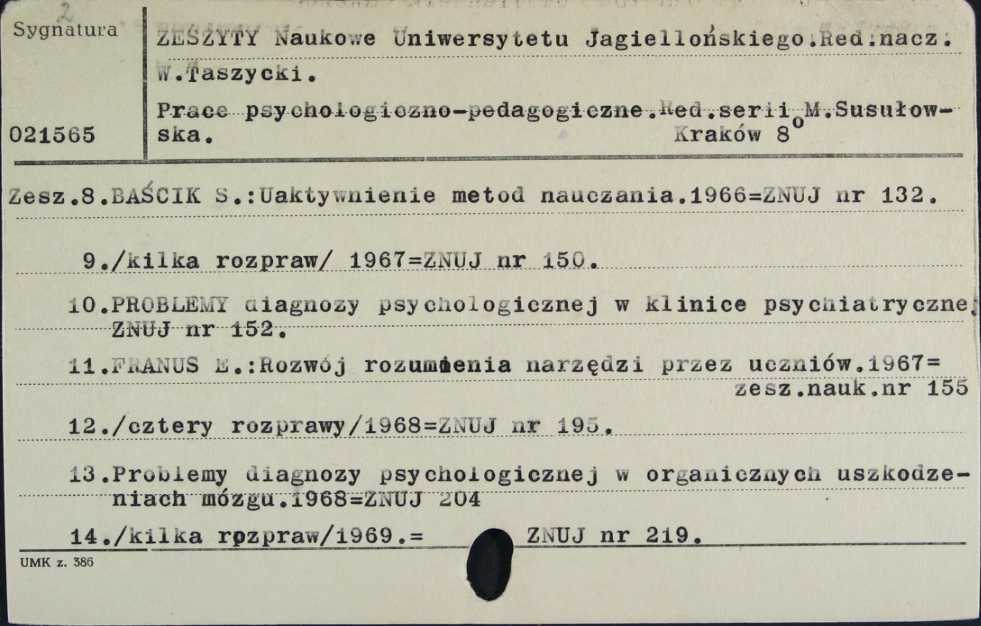 2
Sygnatura
ZESZYTY Naukowe Uniwersytetu Jagiellońskiego.Red.nacz.
W.Taszycki.
Prace psychologiczno-pedagogiczne.Red.serii M.Susułow-
021565 ska. Kraków 8°
Zesz.8.BAŚCIK S.:Uaktywnienie metod nauczania.1966=ZNUJ nr 132.
9./kilka rozpraw/ 1967=ZNUJ nr 150.
10.PROBLEMY diagnozy psychologicznej w klinice psychiatrycznej
ZNUJ nr 152.
11.FRANUS E.:Rozwój rozumienia narzędzi przez uczniów.1967=
zesz.nauk.nr 155
12./cztery rozprawy/1968=ZNUJ nr 195.
13.Problemy diagnozy psychologicznej w organicznych uszkodze-
niach mózgu.1968=ZNUJ 204
14./kilka rozpraw/1969.= ZNUJ nr 219.
UMK z. 386